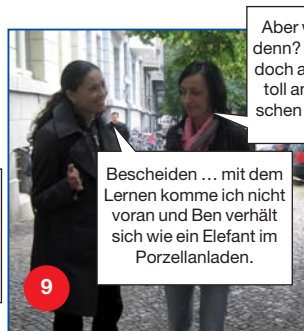 Aber
denn?
doch
toll
schen
Bescheiden … mit dem
Lernen komme ich nicht
voran und Ben verhält
sich wie ein Elefant im
Porzellanladen.
9